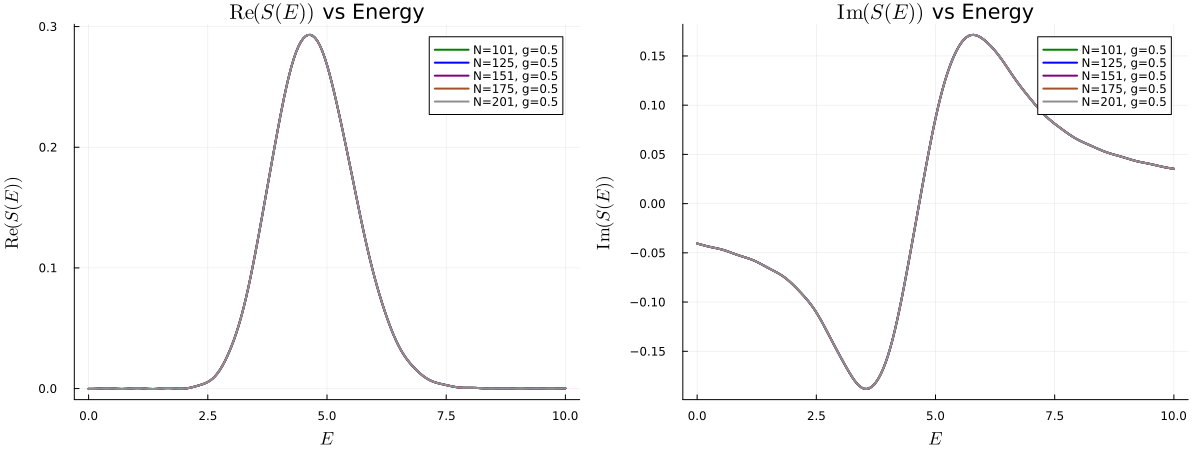 Re(S(E)) vs Energy
0.3
0.2
0.1
0.0
Re(S(E))
N=101, g=0.5
N=125, g=0.5
N=151, g=0.5
N=175, g=0.5
N=201, g=0.5
0.0 2.5 5.0 7.5 10.0
E
Im(S(E)) vs Energy
0.15
0.10
0.05
0.00
−0.05
−0.10
−0.15
Im(S(E))
N=101, g=0.5
N=125, g=0.5
N=151, g=0.5
N=175, g=0.5
N=201, g=0.5
0.0 2.5 5.0 7.5 10.0
E